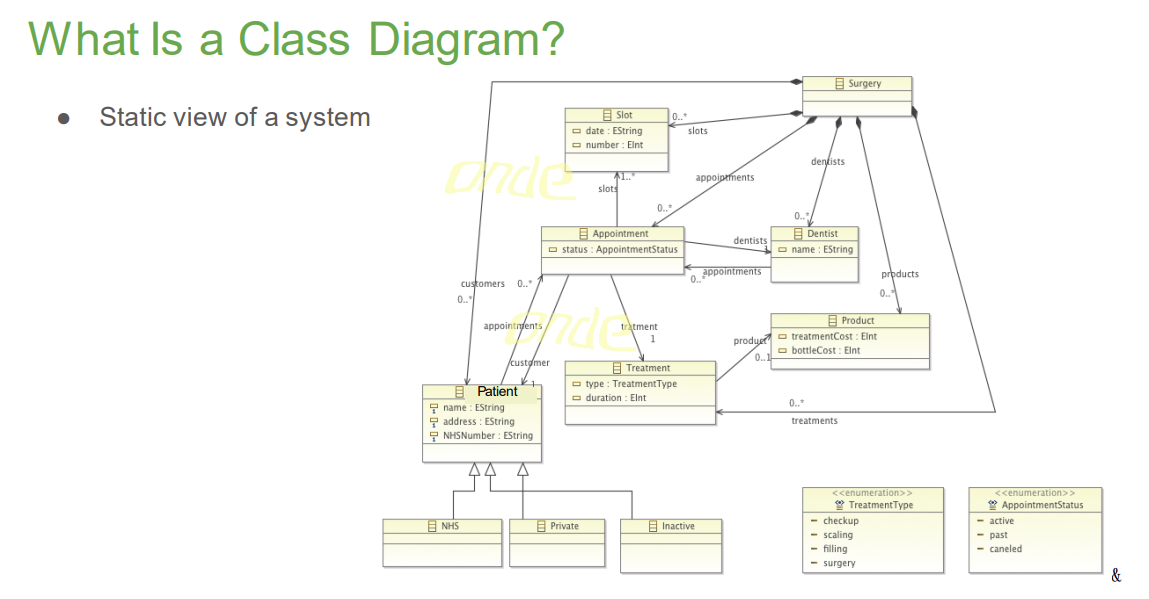 What Is a Class Diagram?
● Static view of a system
Surgery
Slot
date : EString
number : EInt
0..*
slots
dentists
appointments
1..*
slots
0..*
0..*
Appointment
status : AppointmentStatus
Dentist
name : EString
dentists
1
appointments
0..*
customers
0..*
0..*
products
0..*
appointments
tratment
1
customer
1
Product
treatmentCost : EInt
bottleCost : EInt
product
0..1
Treatment
type : TreatmentType
duration : EInt
0..*
treatments
Patient
name : EString
address : EString
NHSNumber : EString
NHS
Private
Inactive
<<enumeration>>
TreatmentType
checkup
scaling
filling
surgery
<<enumeration>>
AppointmentStatus
active
past
caneled
&
onde
onde